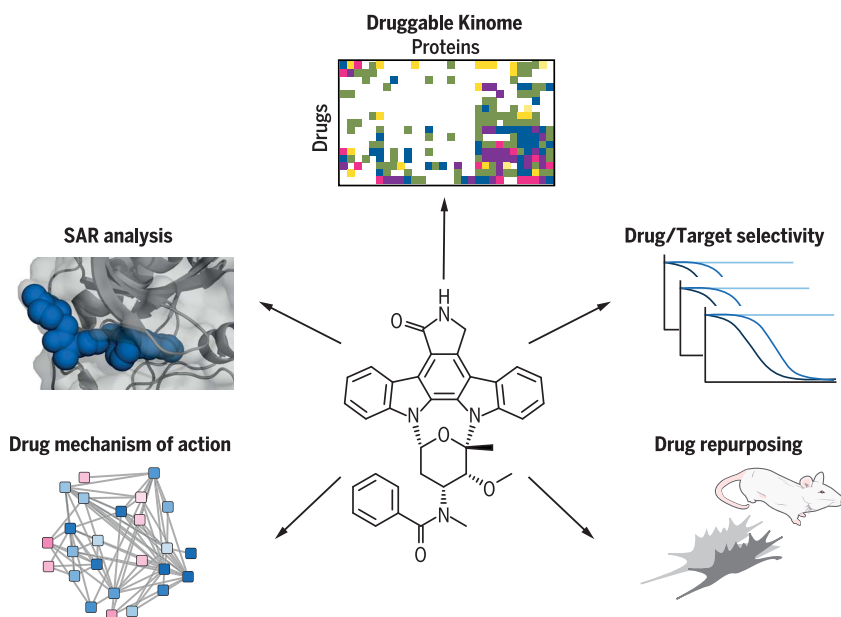 Druggable Kinome
Proteins
Drugs
SAR analysis
Drug/Target selectivity
H
N
O
N
N
O
O
N
O
Drug mechanism of action
Drug repurposing